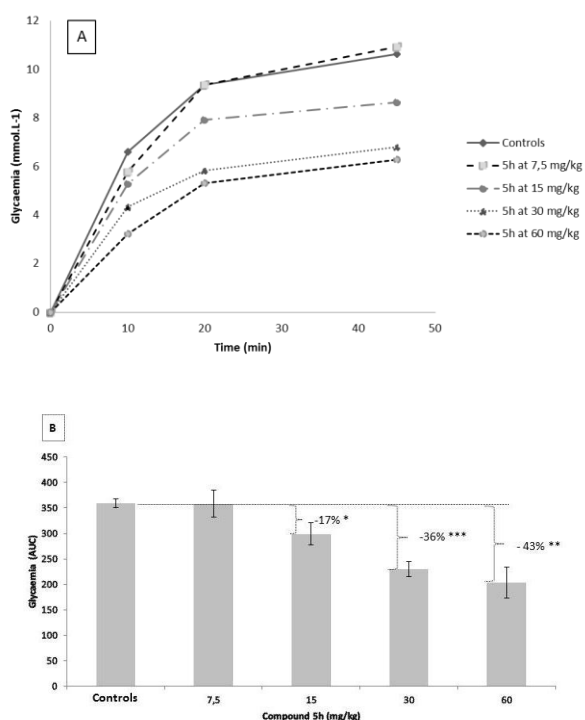 A
12
10
8
6
4
2
0
Glycaemia (mmol.L-1)
0 10 20 30 40 50
Time (min)
Controls
5h at 7,5 mg/kg
5h at 15 mg/kg
5h at 30 mg/kg
5h at 60 mg/kg
B
450
400
350
300
250
200
150
100
50
0
Glycaemia (AUC)
-17% *
-36% ***
- 43% **
Controls 7,5 15 30 60
Compound 5h (mg/kg)